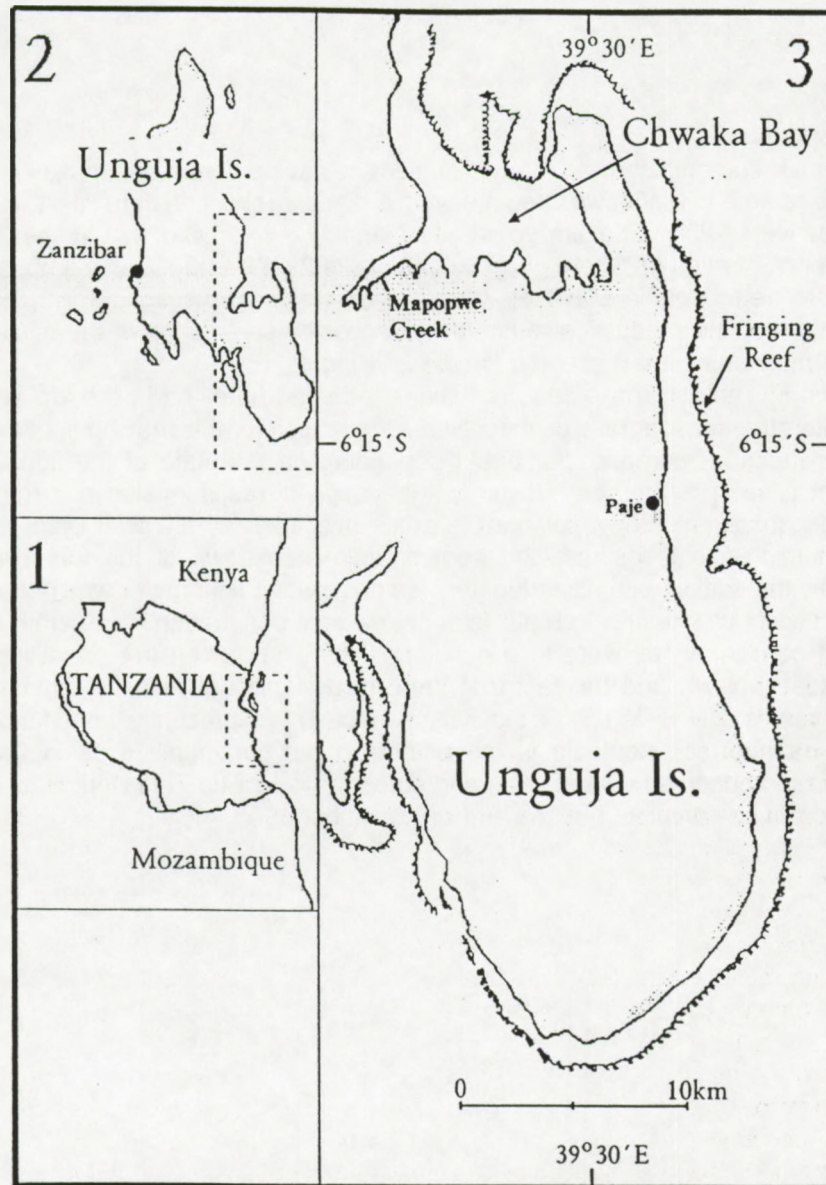 2
Unguja Is.
Zanzibar
1
Kenya
TANZANIA
Mozambique
3
39°30´E
Chwaka Bay
Mapopwe
Creek
Fringing
Reef
6°15´S
6°15´S
Paje
Unguja Is.
0 10km
39°30´E